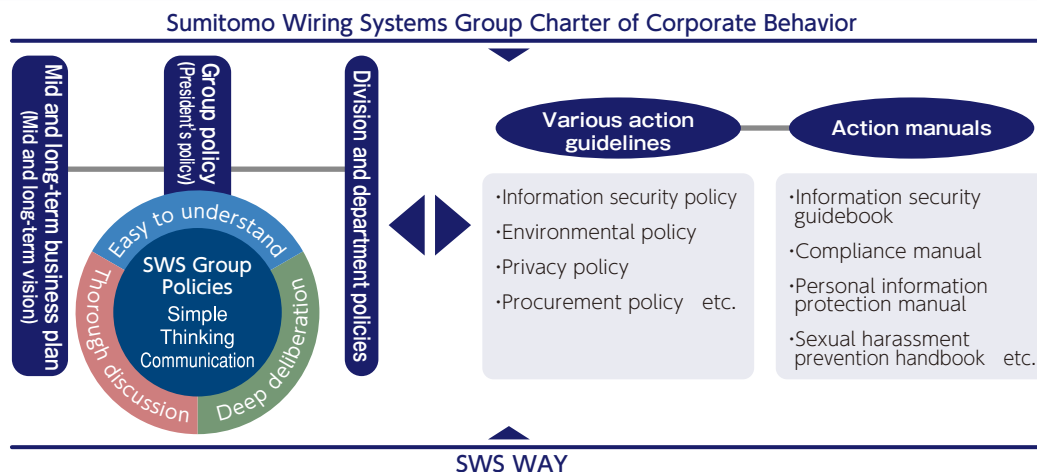 Sumitomo Wiring Systems Group Charter of Corporate Behavior
Mid and long-term business plan
(Mid and long-term vision)
Group policy
(President's policy)
Division and department policies
Easy to understand
Thorough discussion
Deep deliberation
SWS Group
Policies
Simple
Thinking
Communication
Various action
guidelines
・Information security policy
・Environmental policy
・Privacy policy
・Procurement policy etc.
Action manuals
・Information security
guidebook
・Compliance manual
・Personal information
protection manual
・Sexual harassment
prevention handbook etc.
SWS WAY